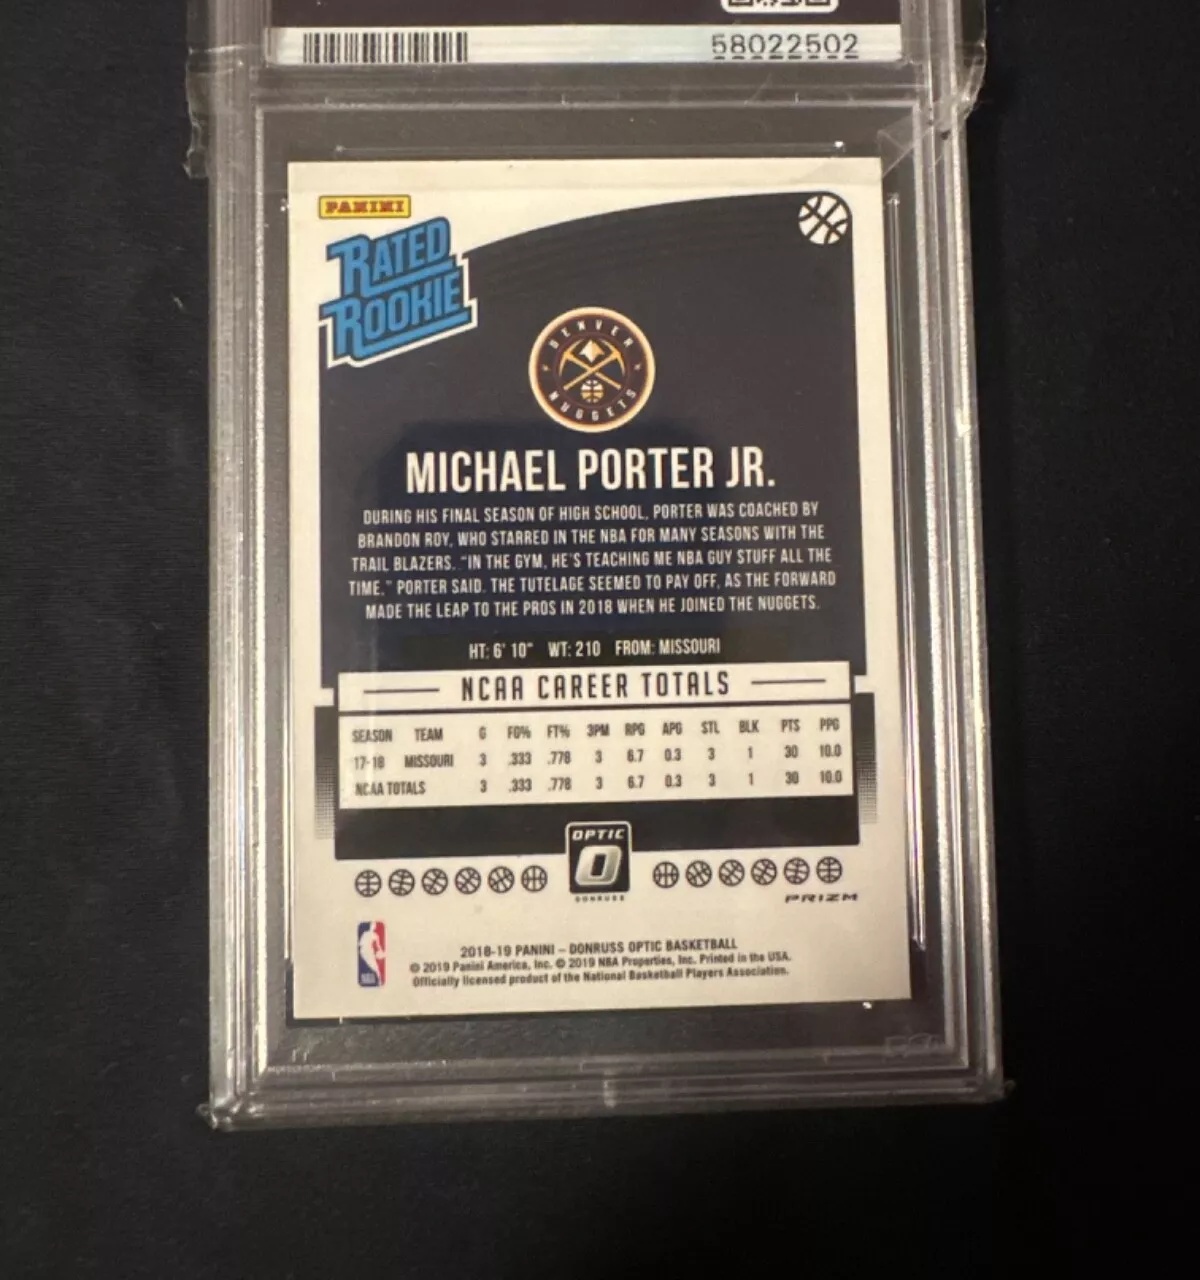 58022502
PANINI
RATED
ROOKIE
DENVER
NUGGETS
MICHAEL PORTER JR.
DURING HIS FINAL SEASON OF HIGH SCHOOL, PORTER WAS COACHED BY
BRANDON ROY, WHO STARRED IN THE NBA FOR MANY SEASONS WITH THE
TRAIL BLAZERS. "IN THE GYM, HE'S TEACHING ME NBA GUY STUFF ALL THE
TIME," PORTER SAID. THE TUTELAGE SEEMED TO PAY OFF, AS THE FORWARD
MADE THE LEAP TO THE PROS IN 2018 WHEN HE JOINED THE NUGGETS.
HT: 6' 10" WT: 210 FROM: MISSOURI
NCAA CAREER TOTALS
SEASON TEAM G FG% FT% 3PM RPG APG STL BLK PTS PPG
17-18 MISSOURI 3 .333 .778 3 6.7 0.3 3 1 30 10.0
NCAA TOTALS 3 .333 .778 3 6.7 0.3 3 1 30 10.0
OPTIC
O
DONRUSS
PRIZM
2018-19 PANINI – DONRUSS OPTIC BASKETBALL
© 2019 Panini America, Inc. © 2019 NBA Properties, Inc. Printed in the USA.
Officially licensed product of the National Basketball Players Association.